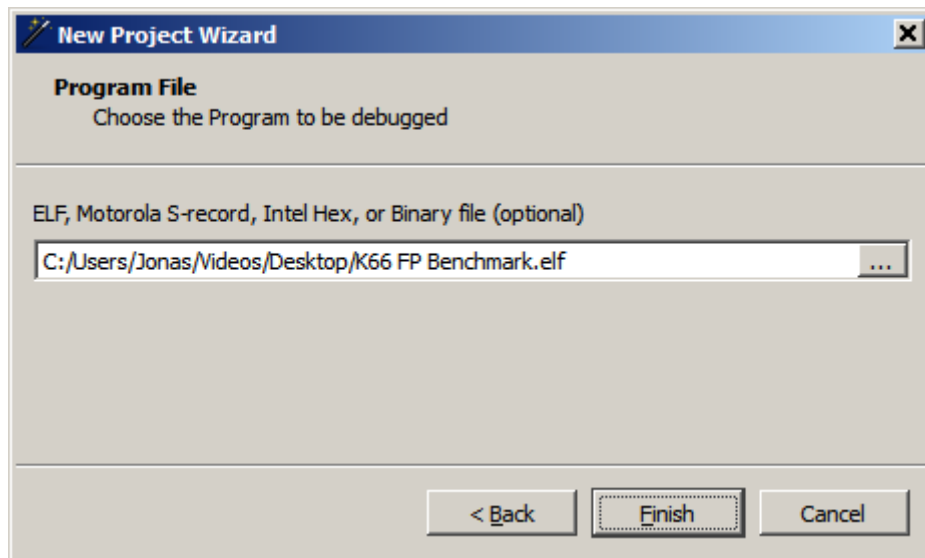 New Project Wizard
Program File
Choose the Program to be debugged
ELF, Motorola S-record, Intel Hex, or Binary file (optional)
C:/Users/Jonas/Videos/Desktop/K66 FP Benchmark.elf ...
< Back Finish Cancel